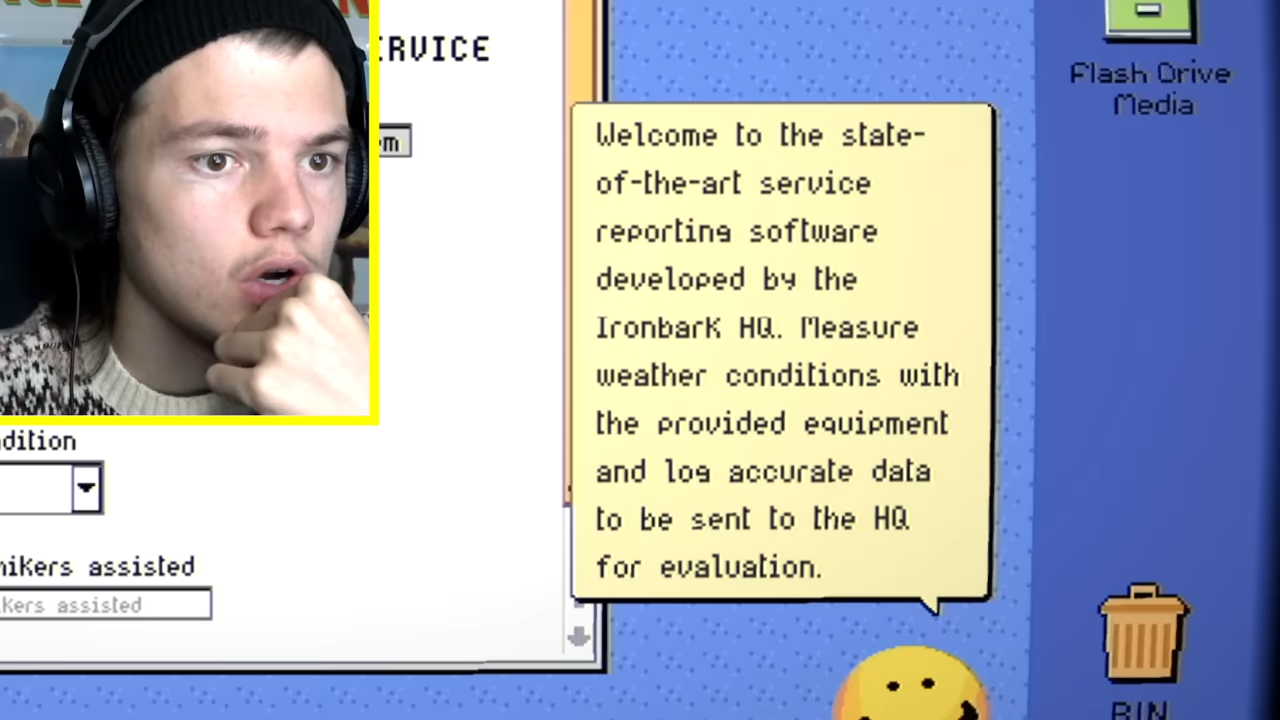 ERVICE
em
Flash Drive
Media
Welcome to the state-
of-the-art service
reporting software
developed by the
Ironbark HQ. Measure
weather conditions with
the provided equipment
and log accurate data
to be sent to the HQ
for evaluation.
ndition
hikers assisted
kers assisted
BIN